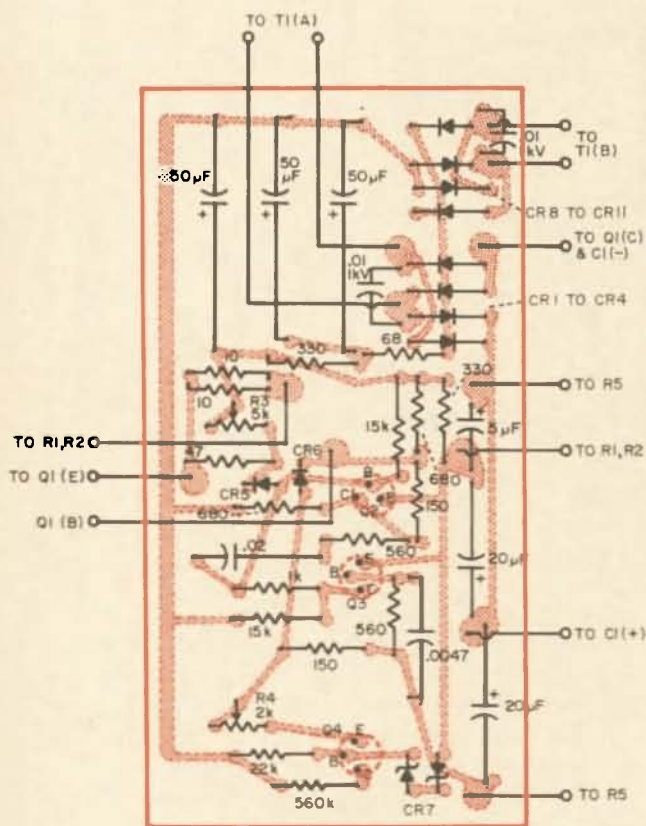 TO T1(A)
50µF
50
µF
50µF
.01
1kV
TO
T1(B)
CR8 TO CR11
TO Q1(C)
& C1(-)
.01
1kV
CR1 TO CR4
330
68
10
10
R3
5k
330
TO R5
5µF
15k
TO R1,R2
47
CR6
TO R1,R2
TO Q1(E)
CR5
B
C
E
Q2
680
150
680
Q1(B)
.02
560
20µF
E
B
C
Q3
1k
15k
560
.0047
TO C1(+)
150
R4
2k
Q4
E
B
C
20µF
22k
560k
CR7
TO R5